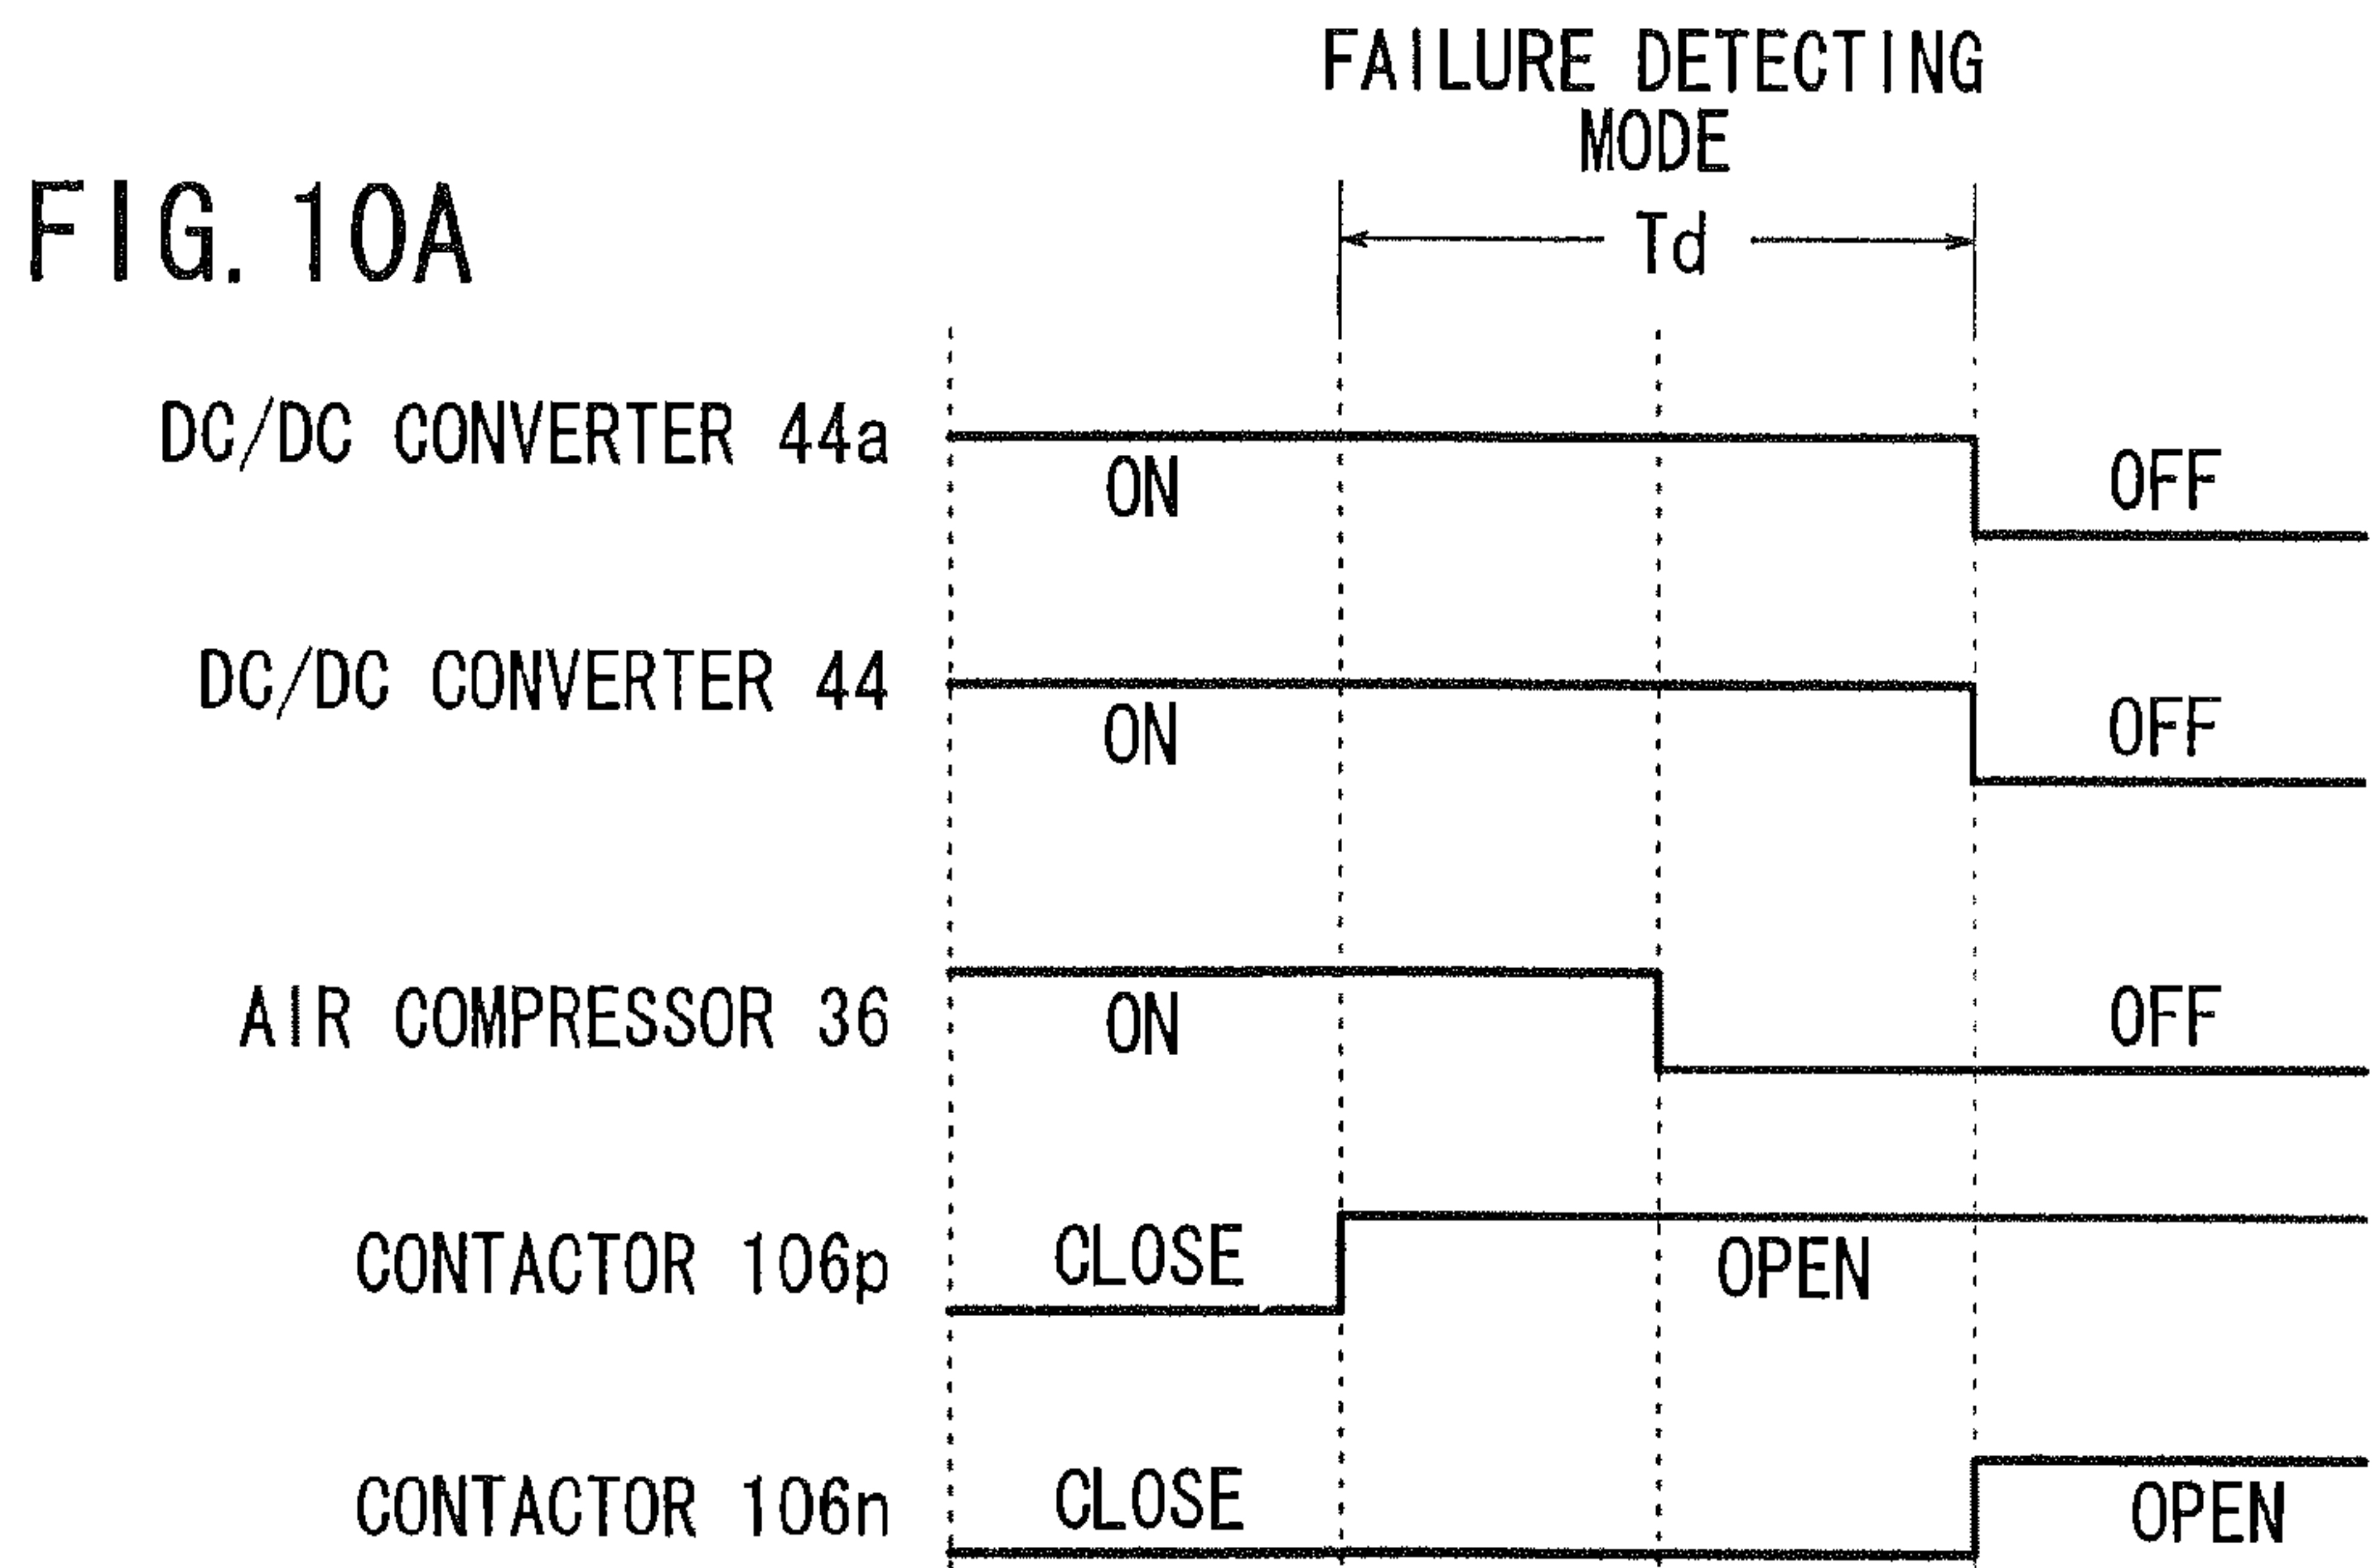 FAILURE DETECTING
MODE
FIG. 10A
Td
DC/DC CONVERTER 44a
ON
OFF
DC/DC CONVERTER 44
ON
OFF
AIR COMPRESSOR 36
ON
OFF
CONTACTOR 106p
CLOSE
OPEN
CONTACTOR 106n
CLOSE
OPEN